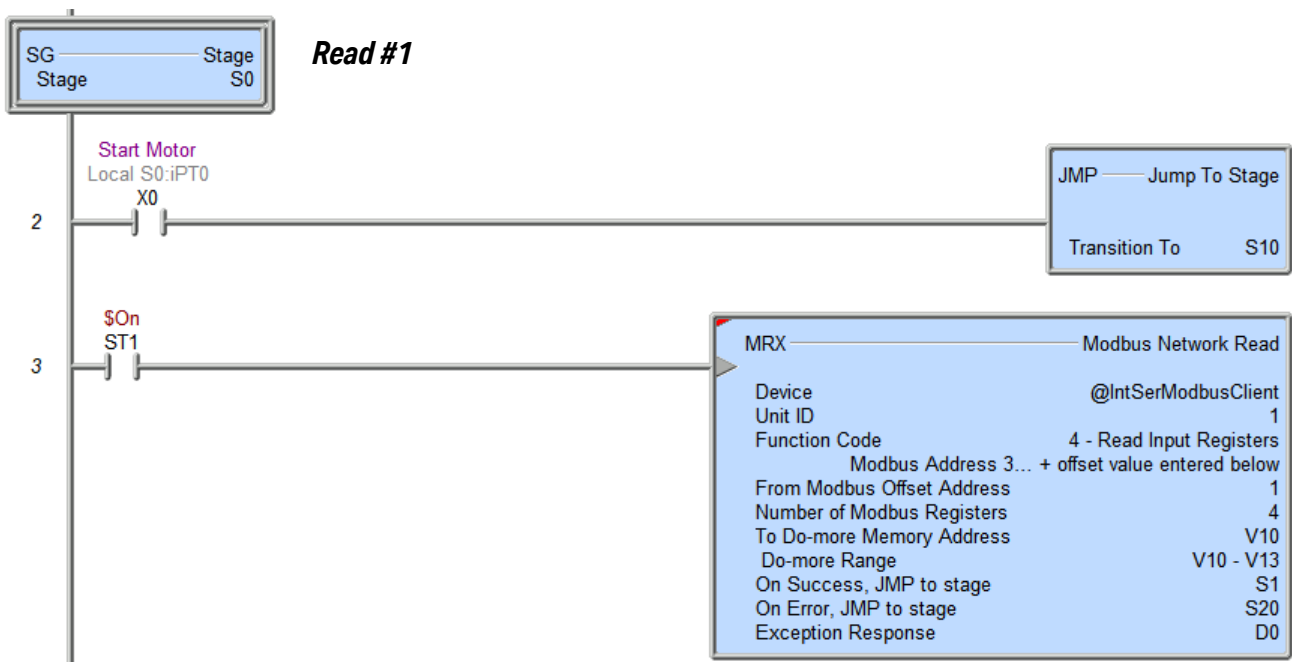 SG Stage
Stage S0
Read #1
Start Motor
Local S0:iPT0
X0
2
JMP Jump To Stage
Transition To S10
$On
ST1
3
MRX Modbus Network Read
Device @IntSerModbusClient
Unit ID 1
Function Code 4 - Read Input Registers
Modbus Address 3... + offset value entered below
From Modbus Offset Address 1
Number of Modbus Registers 4
To Do-more Memory Address V10
Do-more Range V10 - V13
On Success, JMP to stage S1
On Error, JMP to stage S20
Exception Response D0